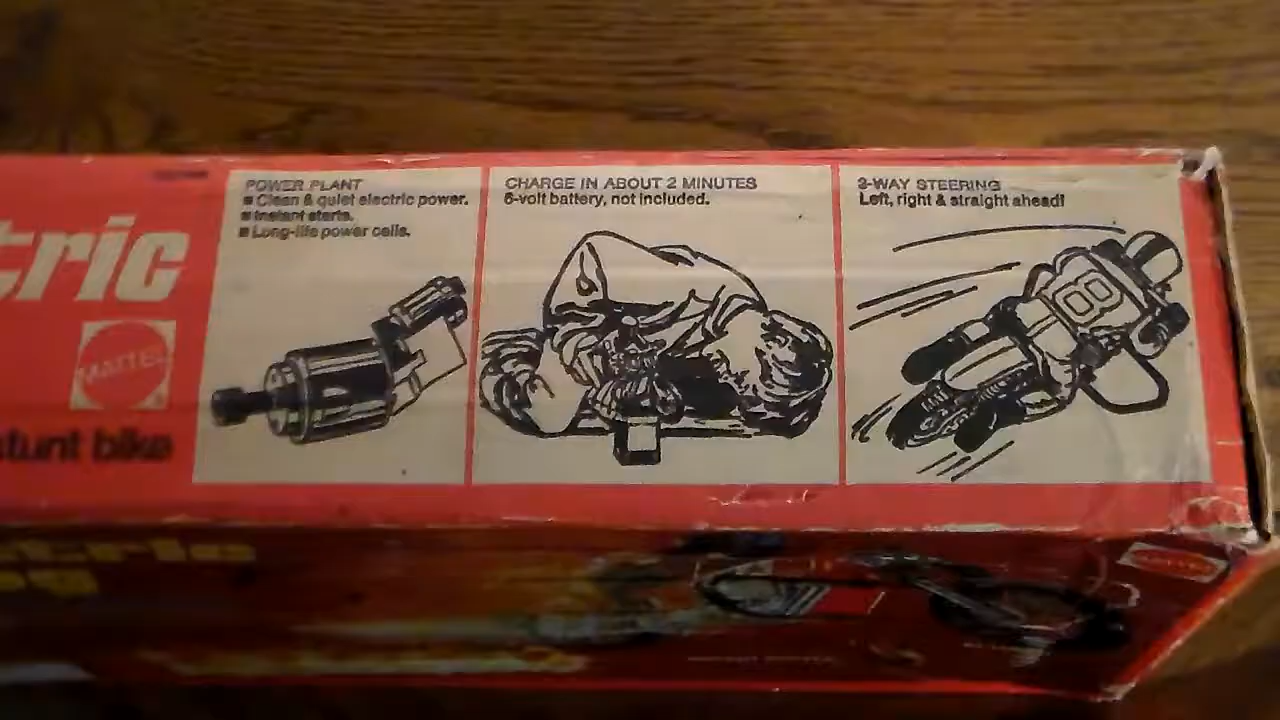 tric
MATTEL
stunt bike
POWER PLANT
■ Clean & quiet electric power.
■ Instant starts.
■ Long-life power cells.
CHARGE IN ABOUT 2 MINUTES
6-volt battery, not included.
3-WAY STEERING
Left, right & straight ahead!
88